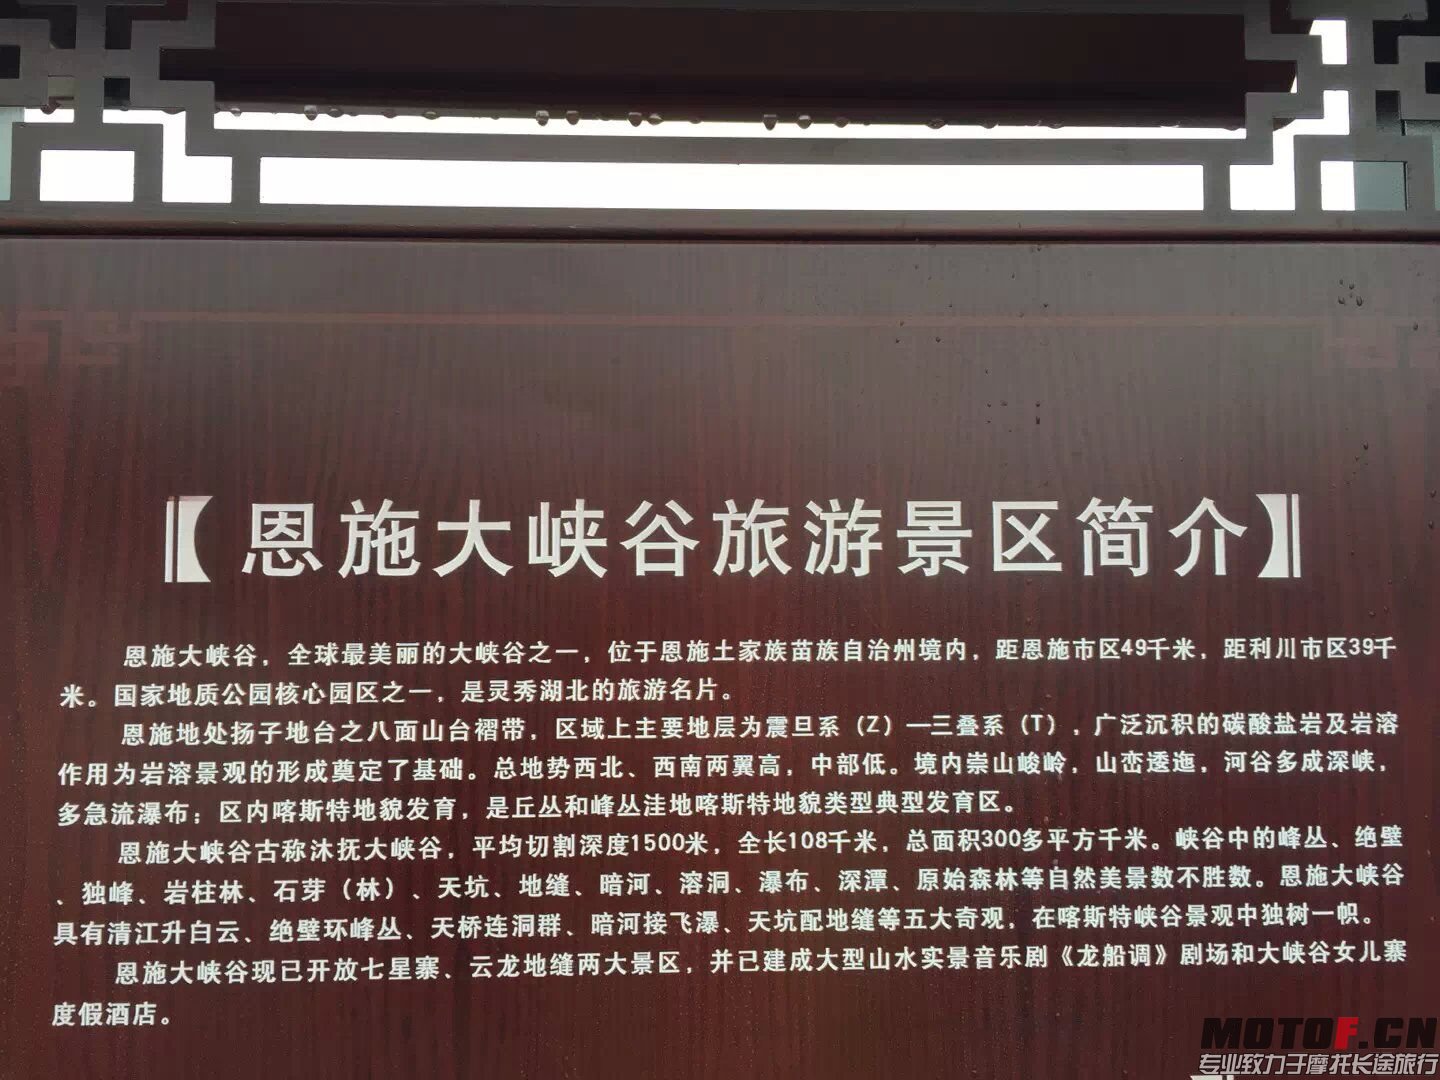 【恩施大峡谷旅游景区简介】
恩施大峡谷，全球最美丽的大峡谷之一，位于恩施土家族苗族自治州境内，距恩施市区49千米，距利川市区39千
米。国家地质公园核心园区之一，是灵秀湖北的旅游名片。
恩施地处扬子地台之八面山台褶带，区域上主要地层为震旦系（Z）—三叠系（T），广泛沉积的碳酸盐岩及岩溶
作用为岩溶景观的形成奠定了基础。总地势西北、西南两翼高，中部低。境内崇山峻岭，山峦逶迤，河谷多成深峡，
多急流瀑布；区内喀斯特地貌发育，是丘丛和峰丛洼地喀斯特地貌类型典型发育区。
恩施大峡谷古称沐抚大峡谷，平均切割深度1500米，全长108千米，总面积300多平方千米。峡谷中的峰丛、绝壁
、独峰、岩柱林、石芽（林）、天坑、地缝、暗河、溶洞、瀑布、深潭、原始森林等自然美景数不胜数。恩施大峡谷
具有清江升白云、绝壁环峰丛、天桥连洞群、暗河接飞瀑、天坑配地缝等五大奇观，在喀斯特峡谷景观中独树一帜。
恩施大峡谷现已开放七星寨、云龙地缝两大景区，并已建成大型山水实景音乐剧《龙船调》剧场和大峡谷女儿寨
度假酒店。
MOTOF.CN
专业致力于摩托长途旅行